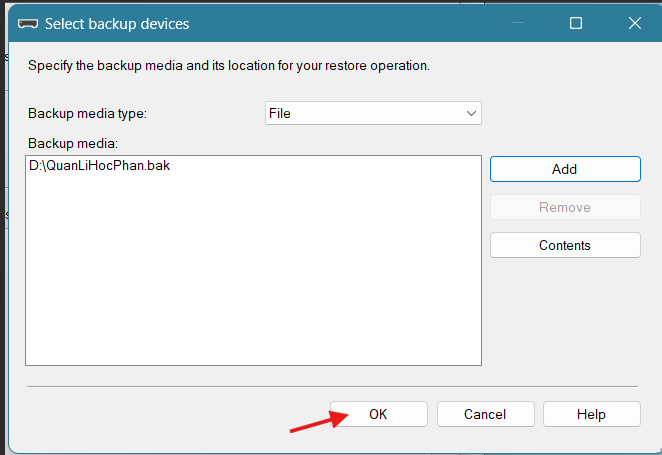 Select backup devices
Specify the backup media and its location for your restore operation.
Backup media type:
File
Backup media:
D:\QuanLiHocPhan.bak
Add
Remove
Contents
OK
Cancel
Help